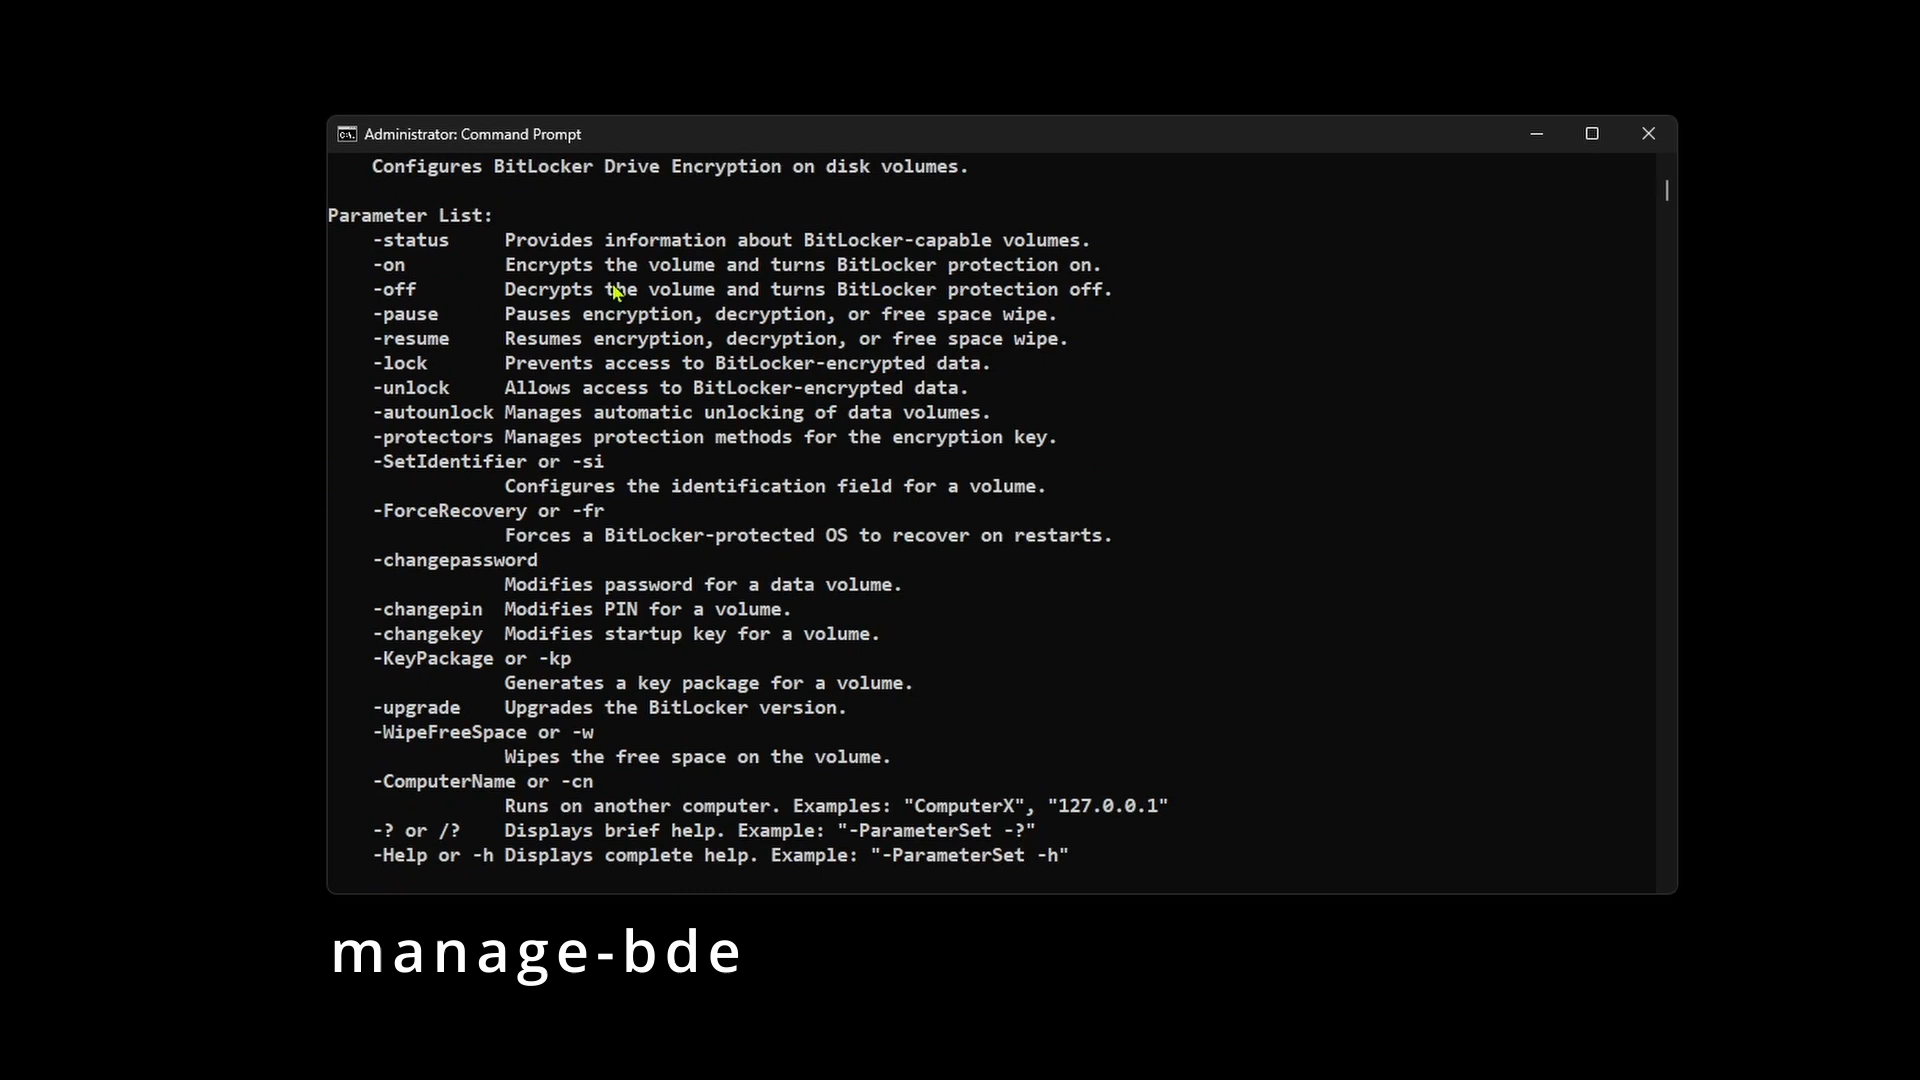 Administrator: Command Prompt
Configures BitLocker Drive Encryption on disk volumes.
Parameter List:
-status Provides information about BitLocker-capable volumes.
-on Encrypts the volume and turns BitLocker protection on.
-off Decrypts the volume and turns BitLocker protection off.
-pause Pauses encryption, decryption, or free space wipe.
-resume Resumes encryption, decryption, or free space wipe.
-lock Prevents access to BitLocker-encrypted data.
-unlock Allows access to BitLocker-encrypted data.
-autounlock Manages automatic unlocking of data volumes.
-protectors Manages protection methods for the encryption key.
-SetIdentifier or -si
Configures the identification field for a volume.
-ForceRecovery or -fr
Forces a BitLocker-protected OS to recover on restarts.
-changepassword
Modifies password for a data volume.
-changepin Modifies PIN for a volume.
-changekey Modifies startup key for a volume.
-KeyPackage or -kp
Generates a key package for a volume.
-upgrade Upgrades the BitLocker version.
-WipeFreeSpace or -w
Wipes the free space on the volume.
-ComputerName or -cn
Runs on another computer. Examples: "ComputerX", "127.0.0.1"
-? or /? Displays brief help. Example: "-ParameterSet -?"
-Help or -h Displays complete help. Example: "-ParameterSet -h"
manage-bde